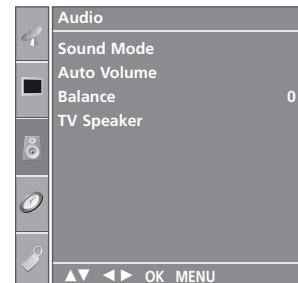 Audio
Sound Mode
Auto Volume
Balance 0
TV Speaker
▲▼ ◄► OK MENU